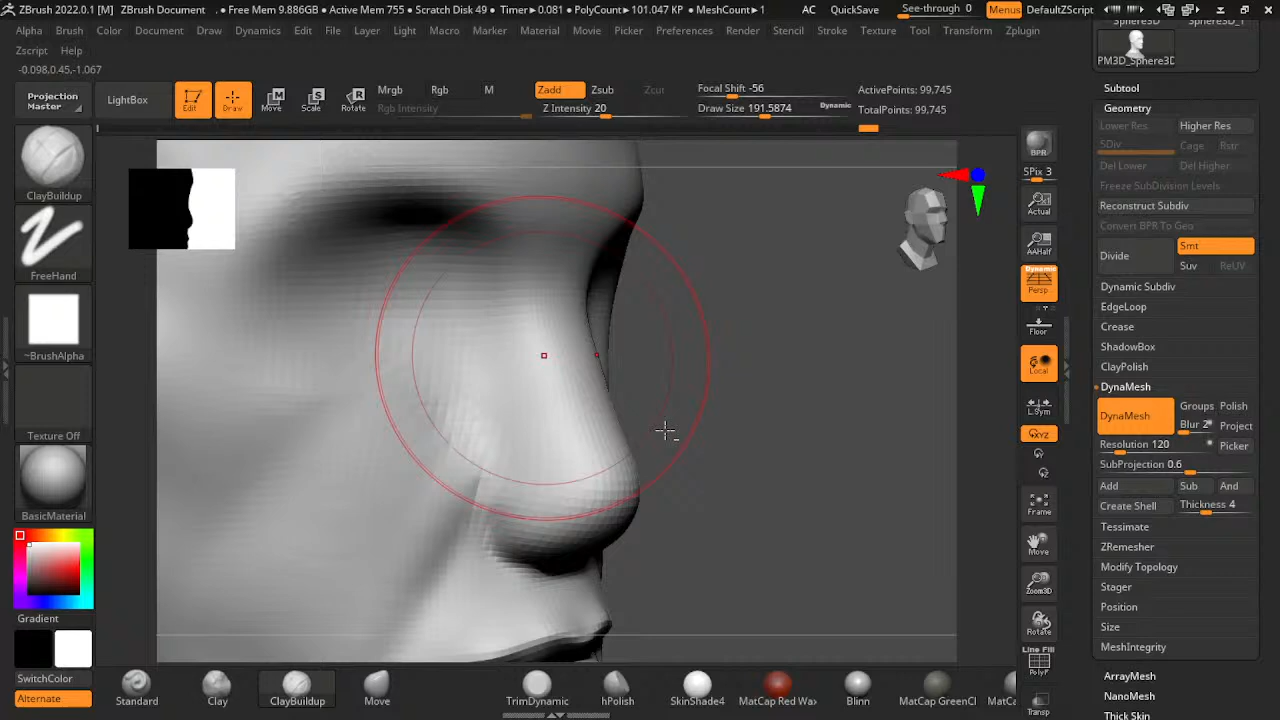 ZBrush 2022.0.1 [M] ZBrush Document . • Free Mem 9.886GB • Active Mem 755 • Scratch Disk 49 • Timer▸0.081 • PolyCount▸101.047 KP • MeshCount▸1 AC QuickSave See-through 0 Menus DefaultZScript
Alpha Brush Color Document Draw Dynamics Edit File Layer Light Macro Marker Material Movie Picker Preferences Render Stencil Stroke Texture Tool Transform Zplugin
Zscript Help
-0.098,0.45,-1.067
Projection Master
LightBox
Edit
Draw
Move
Scale
Rotate
Mrgb Rgb M
Rgb Intensity
Zadd Zsub Zcut
Z Intensity 20
Focal Shift -56
Draw Size 191.5874 Dynamic
ActivePoints: 99,745
TotalPoints: 99,745
ClayBuildup
FreeHand
~BrushAlpha
Texture Off
BasicMaterial
Gradient
SwitchColor
Alternate
BPR
SPix 3
Actual
AAHalf
Dynamic
Persp
Floor
Local
L.Sym
XYZ
Frame
Move
Zoom3D
Rotate
Line Fill
PolyF
Transp
Sphere3D Sphere3D_1
PM3D_Sphere3D
Subtool
Geometry
Lower Res Higher Res
SDiv Cage Rstr
Del Lower Del Higher
Freeze SubDivision Levels
Reconstruct Subdiv
Convert BPR To Geo
Divide Smt
Suv ReUV
Dynamic Subdiv
EdgeLoop
Crease
ShadowBox
ClayPolish
DynaMesh
DynaMesh Groups Polish
Blur 2 Project
Resolution 120 Picker
SubProjection 0.6
Add Sub And
Create Shell Thickness 4
Tessimate
ZRemesher
Modify Topology
Stager
Position
Size
MeshIntegrity
ArrayMesh
NanoMesh
Thick Skin
Standard Clay ClayBuildup Move TrimDynamic hPolish SkinShade4 MatCap Red Wax Blinn MatCap GreenCl MatCa